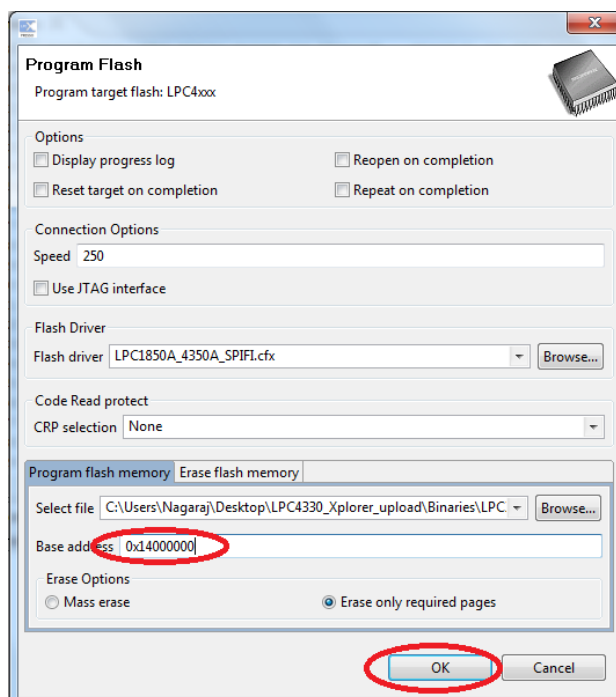 Program Flash
Program target flash: LPC4xxx
Options
Display progress log Reopen on completion
Reset target on completion Repeat on completion
Connection Options
Speed 250
Use JTAG interface
Flash Driver
Flash driver LPC1850A_4350A_SPIFI.cfx Browse...
Code Read protect
CRP selection None
Program flash memory Erase flash memory
Select file C:\Users\Nagaraj\Desktop\LPC4330_Xplorer_upload\Binaries\LPC. Browse...
Base address 0x14000000
Erase Options
Mass erase Erase only required pages
OK Cancel